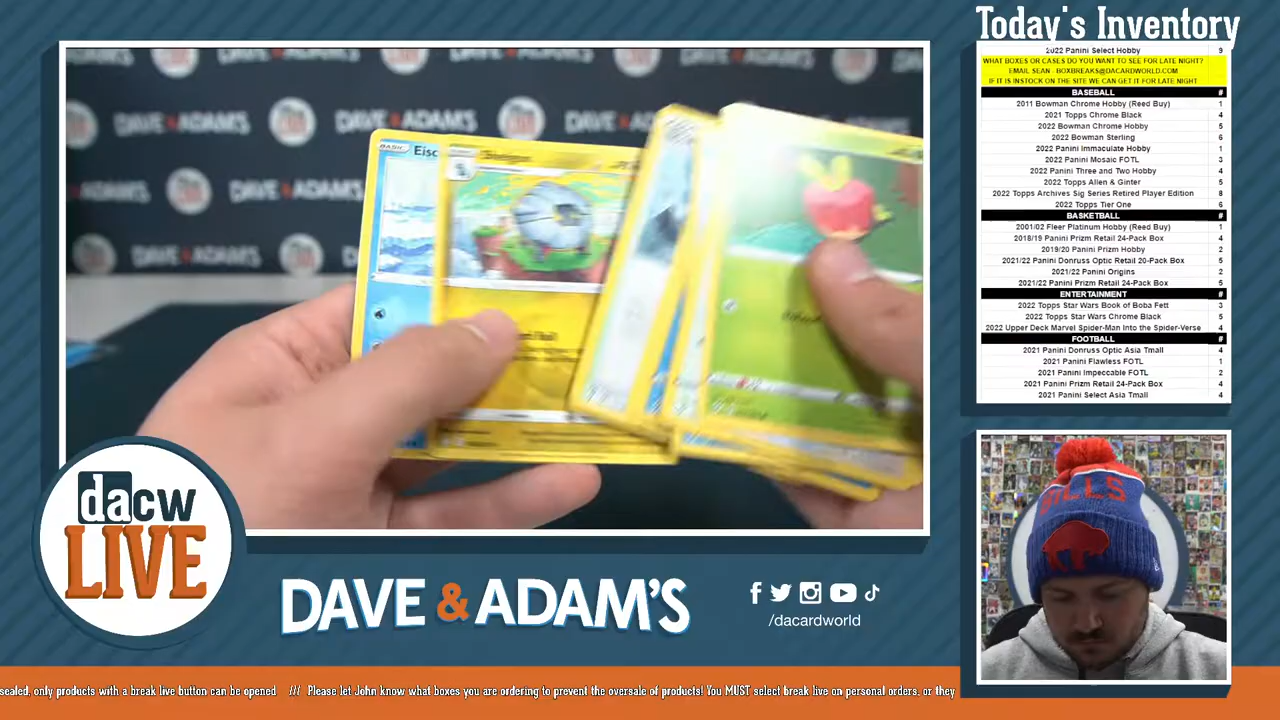 Today's Inventory
2022 Panini Select Hobby 9
WHAT BOXES OR CASES DO YOU WANT TO SEE FOR LATE NIGHT?
EMAIL SEAN - BOXBREAKS@DACARDWORLD.COM
IF IT IS INSTOCK ON THE SITE WE CAN GET IT FOR LATE NIGHT
BASEBALL #
2011 Bowman Chrome Hobby (Reed Buy) 1
2021 Topps Chrome Black 4
2022 Bowman Chrome Hobby 5
2022 Bowman Sterling 6
2022 Panini Immaculate Hobby 1
2022 Panini Mosaic FOTL 3
2022 Panini Three and Two Hobby 4
2022 Topps Allen & Ginter 5
2022 Topps Archives Sig Series Retired Player Edition 8
2022 Topps Tier One 6
BASKETBALL #
2001/02 Fleer Platinum Hobby (Reed Buy) 1
2018/19 Panini Prizm Retail 24-Pack Box 4
2019/20 Panini Prizm Hobby 2
2021/22 Panini Donruss Optic Retail 20-Pack Box 5
2021/22 Panini Origins 2
2021/22 Panini Prizm Retail 24-Pack Box 5
ENTERTAINMENT #
2022 Topps Star Wars Book of Boba Fett 3
2022 Topps Star Wars Chrome Black 5
2022 Upper Deck Marvel Spider-Man Into the Spider-Verse 4
FOOTBALL #
2021 Panini Donruss Optic Asia Tmall 4
2021 Panini Flawless FOTL 1
2021 Panini Impeccable FOTL 2
2021 Panini Prizm Retail 24-Pack Box 4
2021 Panini Select Asia Tmall 4
DAVE & ADAM'S
DAVE & ADAM'S
DAVE & ADAM'S
BASIC Eisc
BILLS
dacw
LIVE
DAVE & ADAM'S
/dacardworld
sealed, only products with a break live button can be opened /// Please let John know what boxes you are ordering to prevent the oversale of products! You MUST select break live on personal orders, or they